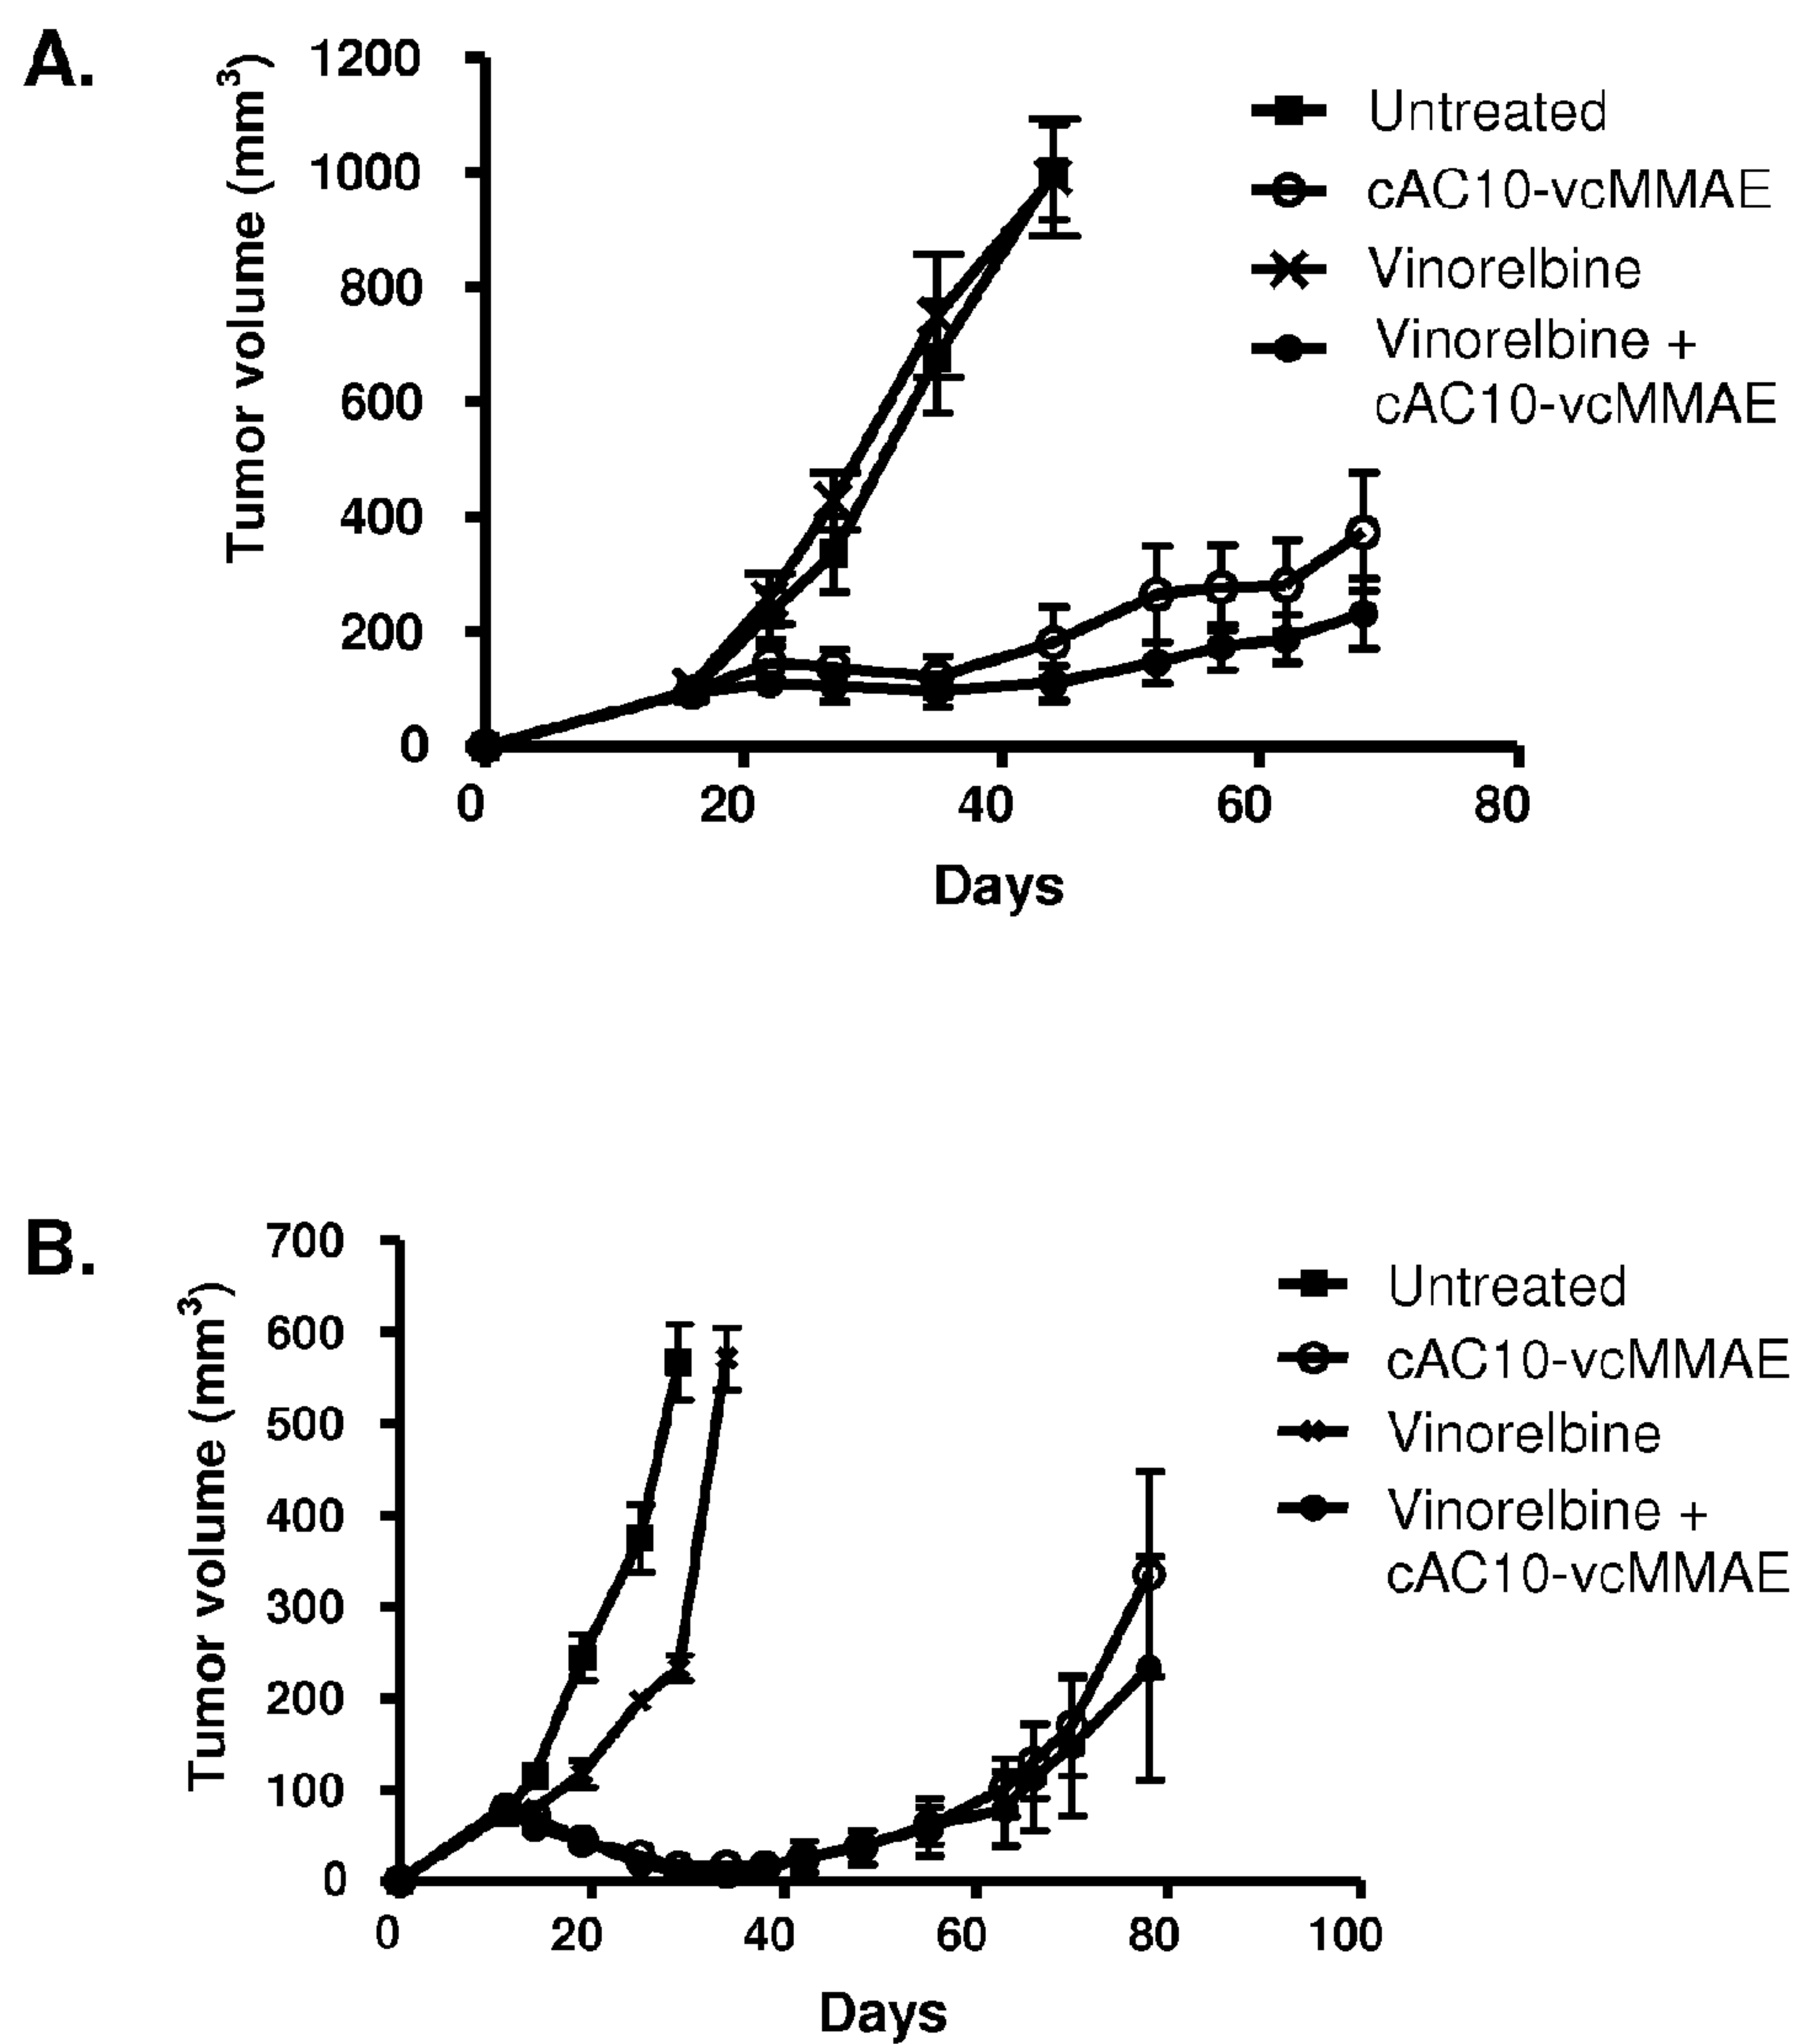 A.
Tumor volume (mm³)
1200
1000
800
600
400
200
0
0 20 40 60 80
Days
Untreated
cAC10-vcMMAE
Vinorelbine
Vinorelbine +
cAC10-vcMMAE
B.
Tumor volume (mm³)
700
600
500
400
300
200
100
0
0 20 40 60 80 100
Days
Untreated
cAC10-vcMMAE
Vinorelbine
Vinorelbine +
cAC10-vcMMAE